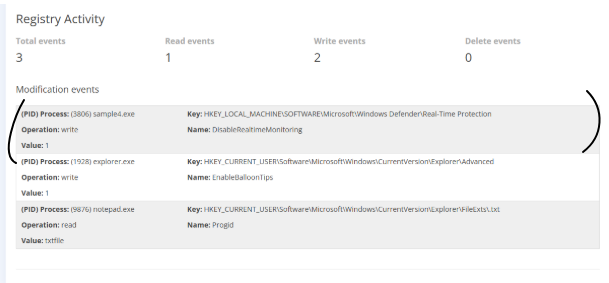 Registry Activity
Total events Read events Write events Delete events
3 1 2 0
Modification events
(PID) Process: (3806) sample4.exe Key: HKEY_LOCAL_MACHINE\SOFTWARE\Microsoft\Windows Defender\Real-Time Protection
Operation: write Name: DisableRealtimeMonitoring
Value: 1
(PID) Process: (1928) explorer.exe Key: HKEY_CURRENT_USER\Software\Microsoft\Windows\CurrentVersion\Explorer\Advanced
Operation: write Name: EnableBalloonTips
Value: 1
(PID) Process: (9876) notepad.exe Key: HKEY_CURRENT_USER\Software\Microsoft\Windows\CurrentVersion\Explorer\FileExts\.txt
Operation: read Name: Progid
Value: txtfile